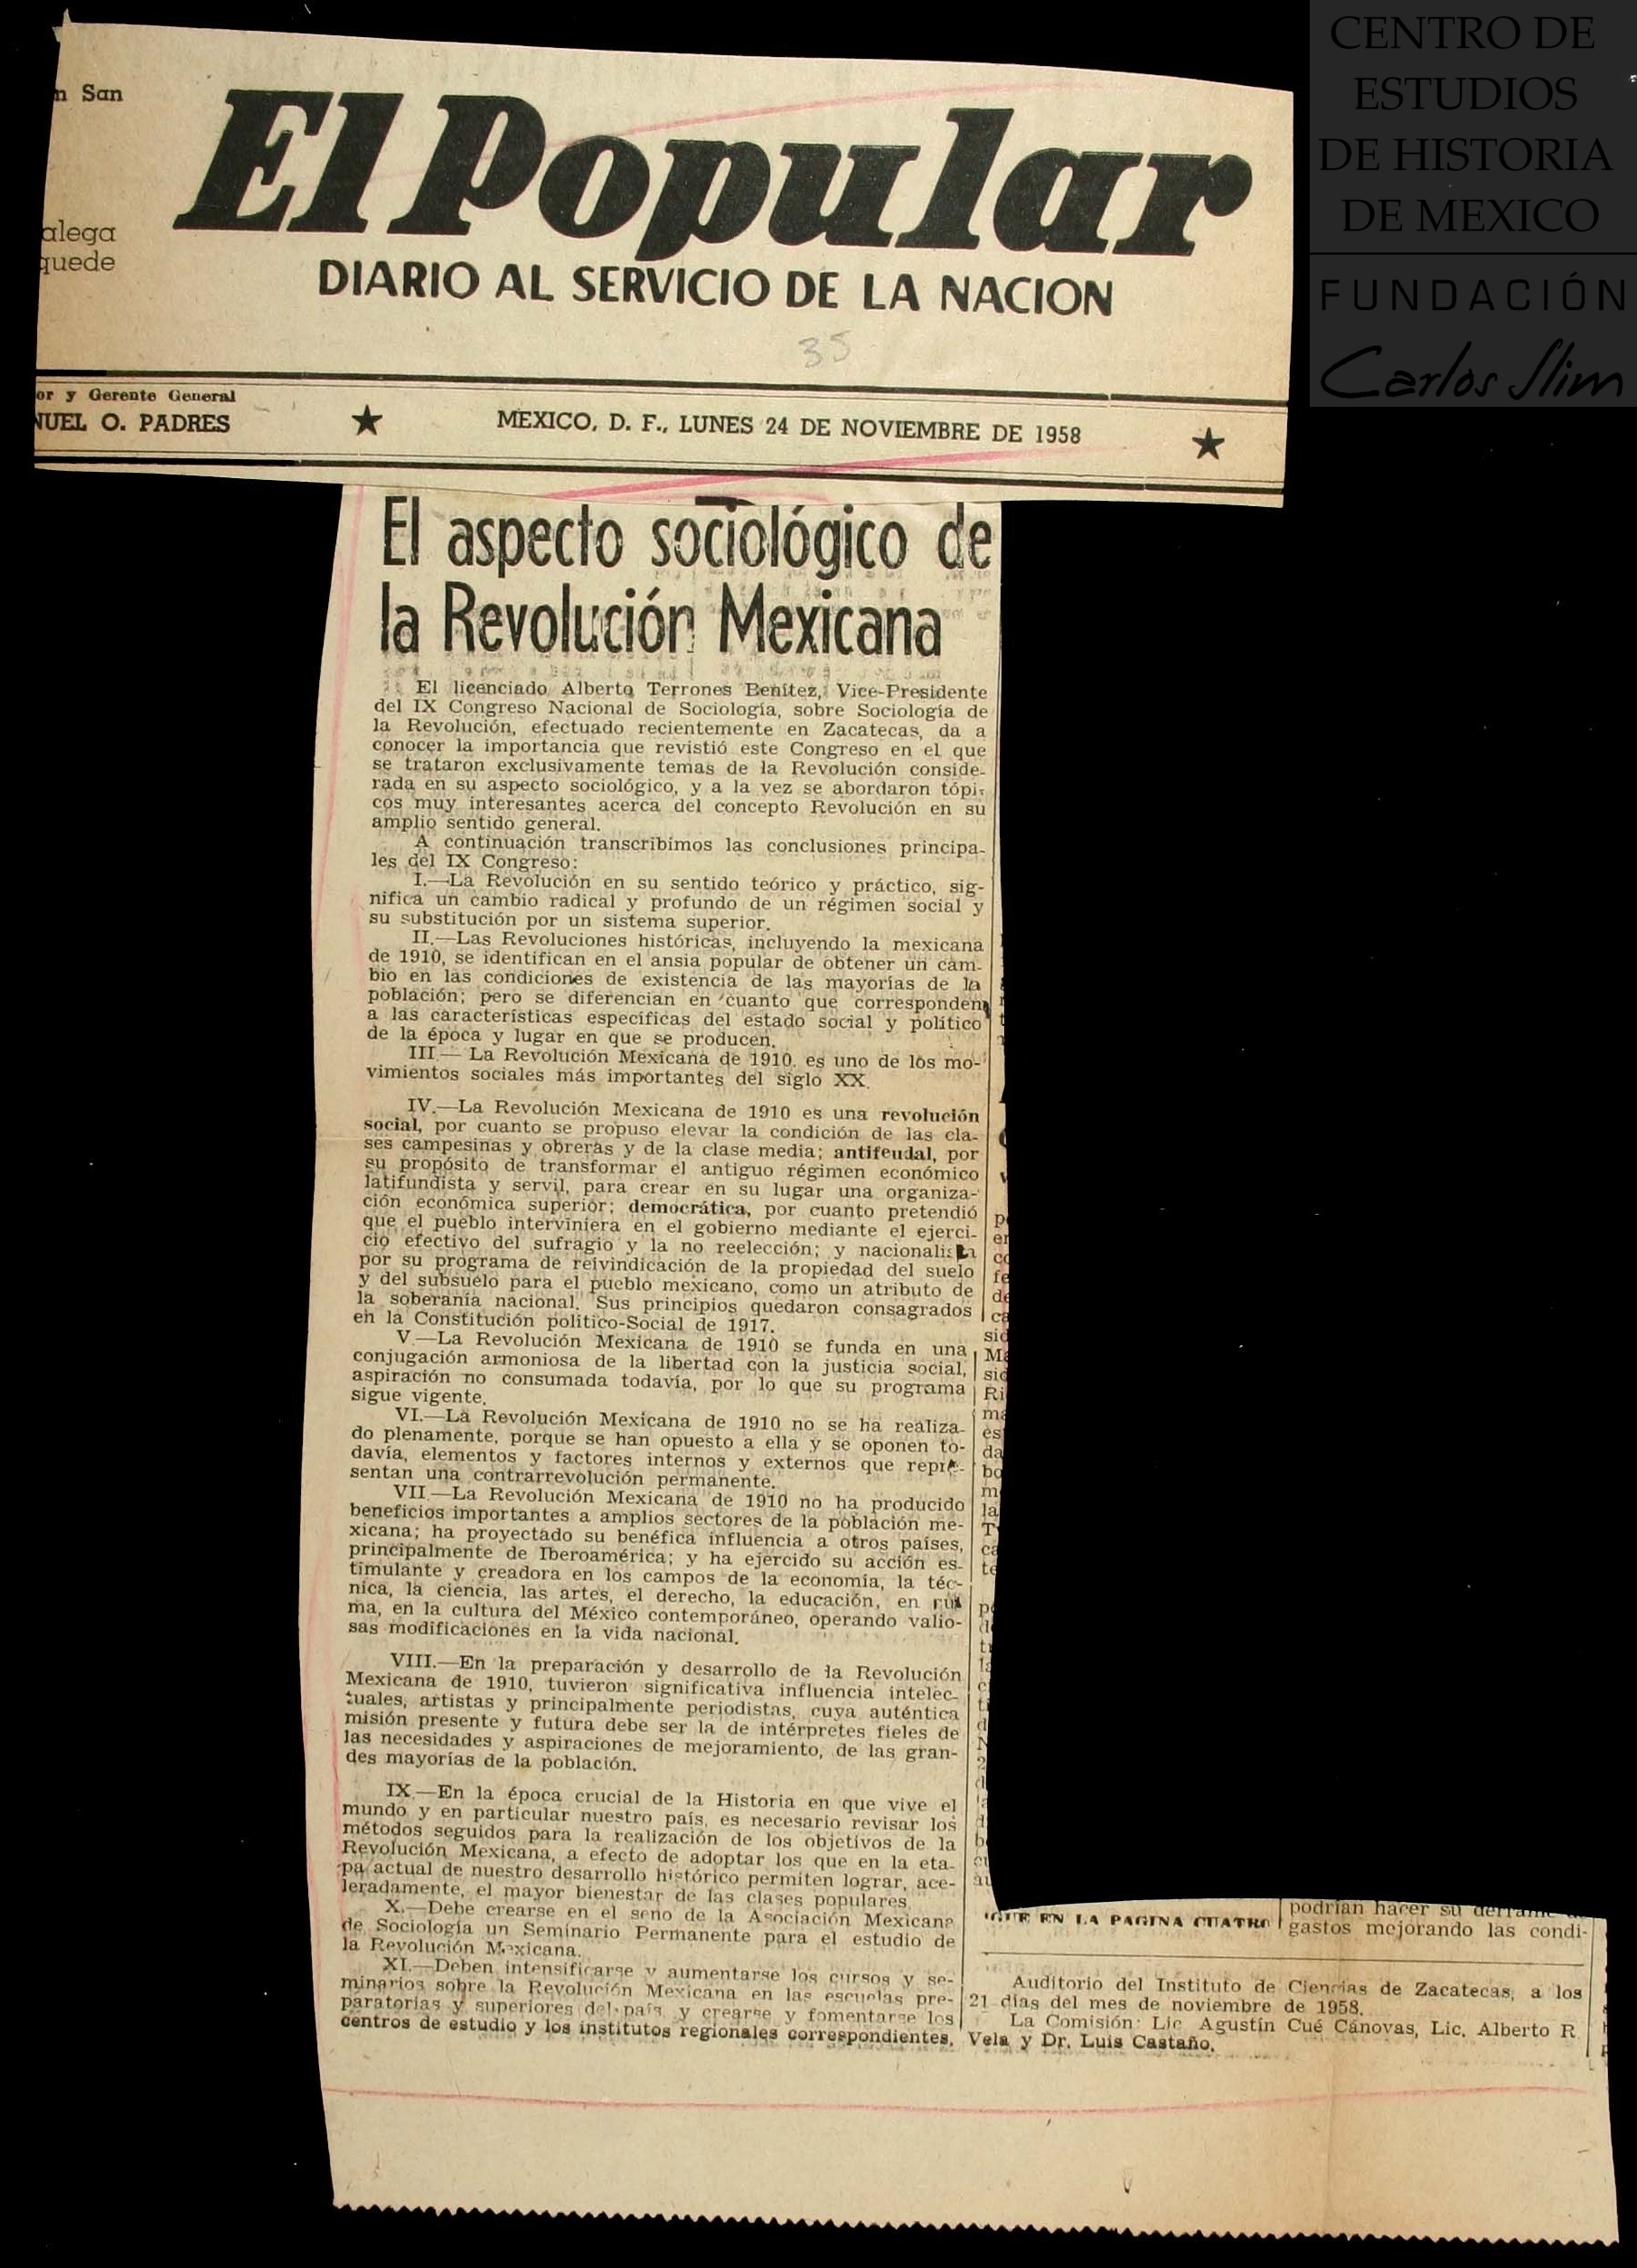 CENTRO DE
ESTUDIOS
DE HISTORIA
DE MEXICO
FUNDACIÓN
Carlos Slim
n San
alega
quede
El Popular
DIARIO AL SERVICIO DE LA NACION
35
or y Gerente General
NUEL O. PADRES
MEXICO, D. F., LUNES 24 DE NOVIEMBRE DE 1958
El aspecto sociológico de
la Revolución Mexicana
El licenciado Alberto Terrones Benítez, Vice-Presidente
del IX Congreso Nacional de Sociología, sobre Sociología de
la Revolución, efectuado recientemente en Zacatecas, da a
conocer la importancia que revistió este Congreso en el que
se trataron exclusivamente temas de la Revolución conside-
rada en su aspecto sociológico, y a la vez se abordaron tópi-
cos muy interesantes acerca del concepto Revolución en su
amplio sentido general.
A continuación transcribimos las conclusiones principa-
les del IX Congreso:
I.—La Revolución en su sentido teórico y práctico, sig-
nifica un cambio radical y profundo de un régimen social y
su substitución por un sistema superior.
II.—Las Revoluciones históricas, incluyendo la mexicana
de 1910, se identifican en el ansia popular de obtener un cam-
bio en las condiciones de existencia de las mayorías de la
población; pero se diferencian en cuanto que corresponden
a las características específicas del estado social y político
de la época y lugar en que se producen.
III.— La Revolución Mexicana de 1910. es uno de los mo-
vimientos sociales más importantes del siglo XX.
IV.—La Revolución Mexicana de 1910 es una revolución
social, por cuanto se propuso elevar la condición de las cla-
ses campesinas y obreras y de la clase media; antifeudal, por
su propósito de transformar el antiguo régimen económico
latifundista y servil, para crear en su lugar una organiza-
ción económica superior; democrática, por cuanto pretendió
que el pueblo interviniera en el gobierno mediante el ejerci-
cio efectivo del sufragio y la no reelección; y nacionalista
por su programa de reivindicación de la propiedad del suelo
y del subsuelo para el pueblo mexicano, como un atributo de
la soberanía nacional. Sus principios quedaron consagrados
en la Constitución político-Social de 1917.
V.—La Revolución Mexicana de 1910 se funda en una
conjugación armoniosa de la libertad con la justicia social,
aspiración no consumada todavía, por lo que su programa
sigue vigente.
VI.—La Revolución Mexicana de 1910 no se ha realiza-
do plenamente, porque se han opuesto a ella y se oponen to-
davía, elementos y factores internos y externos que repre-
sentan una contrarrevolución permanente.
VII.—La Revolución Mexicana de 1910 no ha producido
beneficios importantes a amplios sectores de la población me-
xicana; ha proyectado su benéfica influencia a otros países,
principalmente de Iberoamérica; y ha ejercido su acción es-
timulante y creadora en los campos de la economía, la téc-
nica, la ciencia, las artes, el derecho, la educación, en su
ma, en la cultura del México contemporáneo, operando valio-
sas modificaciones en la vida nacional.
VIII.—En la preparación y desarrollo de la Revolución
Mexicana de 1910, tuvieron significativa influencia intelec-
tuales, artistas y principalmente periodistas, cuya auténtica
misión presente y futura debe ser la de intérpretes fieles de
las necesidades y aspiraciones de mejoramiento, de las gran-
des mayorías de la población.
IX.—En la época crucial de la Historia en que vive el
mundo y en particular nuestro país, es necesario revisar los
métodos seguidos para la realización de los objetivos de la
Revolución Mexicana, a efecto de adoptar los que en la eta-
pa actual de nuestro desarrollo histórico permiten lograr, ace-
leradamente, el mayor bienestar de las clases populares.
X.—Debe crearse en el seno de la Asociación Mexicana
de Sociología un Seminario Permanente para el estudio de
la Revolución Mexicana.
XI.—Deben intensificarse y aumentarse los cursos y se-
minarios sobre la Revolución Mexicana en las escuelas pre-
paratorias y superiores del país y crearse y fomentarse los
centros de estudio y los institutos regionales correspondientes.
GUE EN LA PAGINA CUATRO
podrían hacer su derrame
gastos mejorando las condi-
Auditorio del Instituto de Ciencias de Zacatecas, a los
21 días del mes de noviembre de 1958.
La Comisión: Lic. Agustín Cué Cánovas, Lic. Alberto R.
Vela y Dr. Luis Castaño.